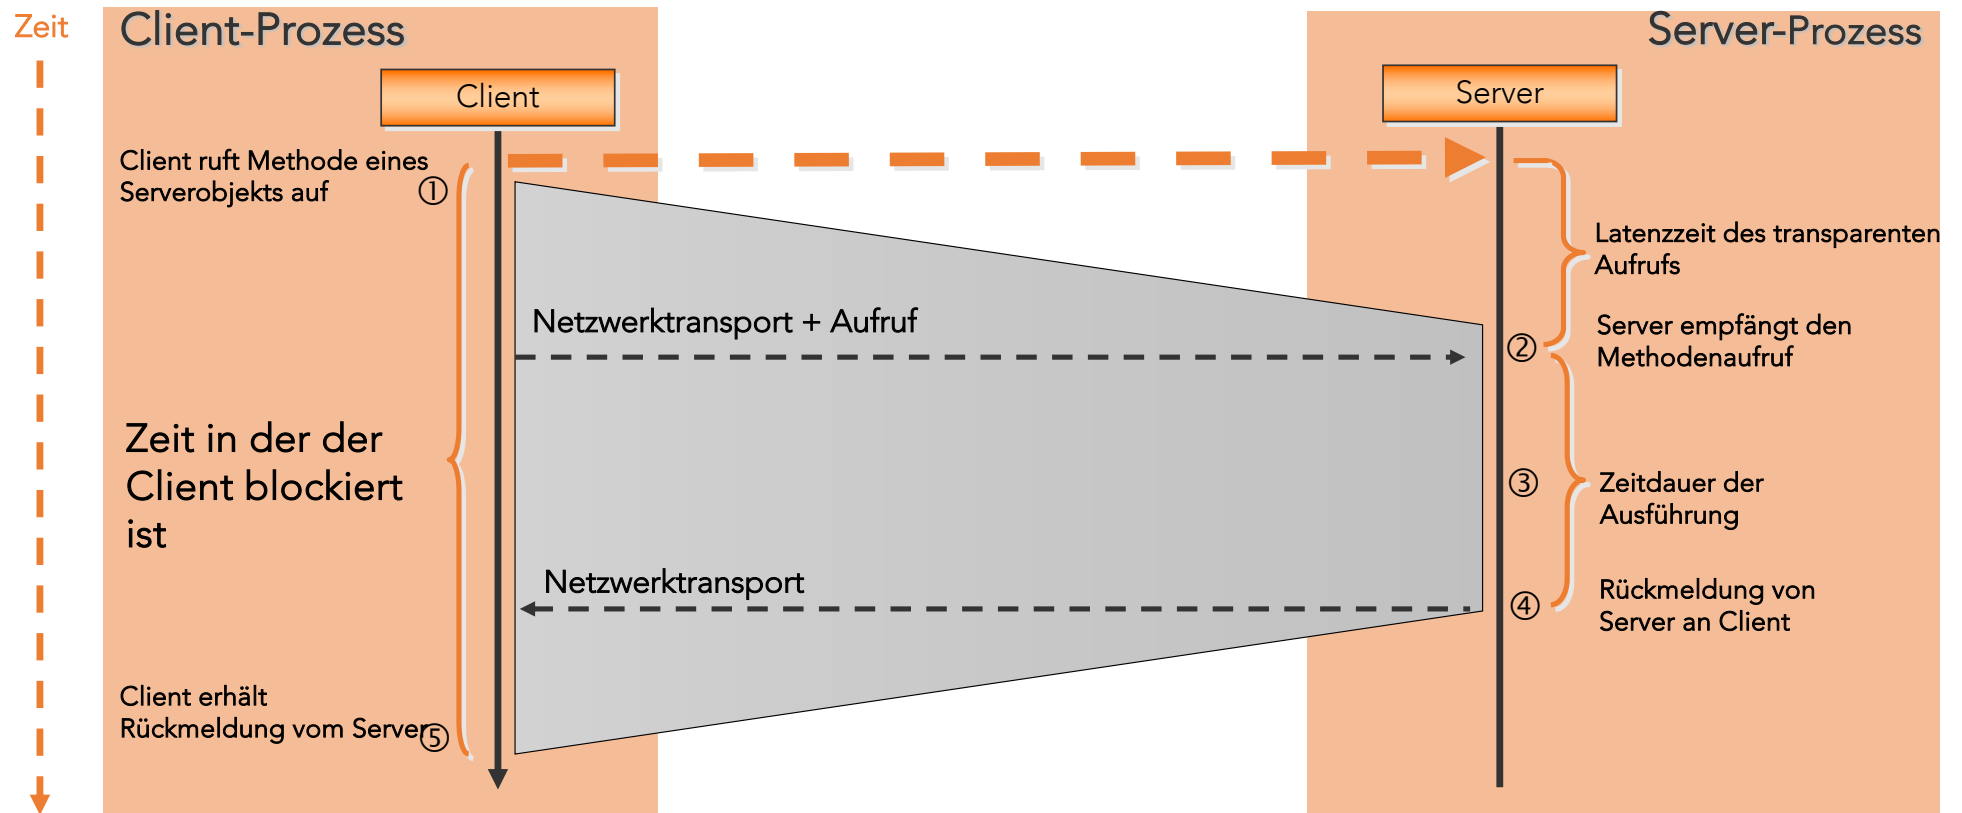 Zeit
Client-Prozess
Server-Prozess
Client
Server
Client ruft Methode eines
Serverobjekts auf
①
Latenzzeit des transparenten
Aufrufs
Netzwerktransport + Aufruf
②
Server empfängt den
Methodenaufruf
Zeit in der der
Client blockiert
ist
③
Zeitdauer der
Ausführung
Netzwerktransport
④
Rückmeldung von
Server an Client
Client erhält
Rückmeldung vom Server
⑤